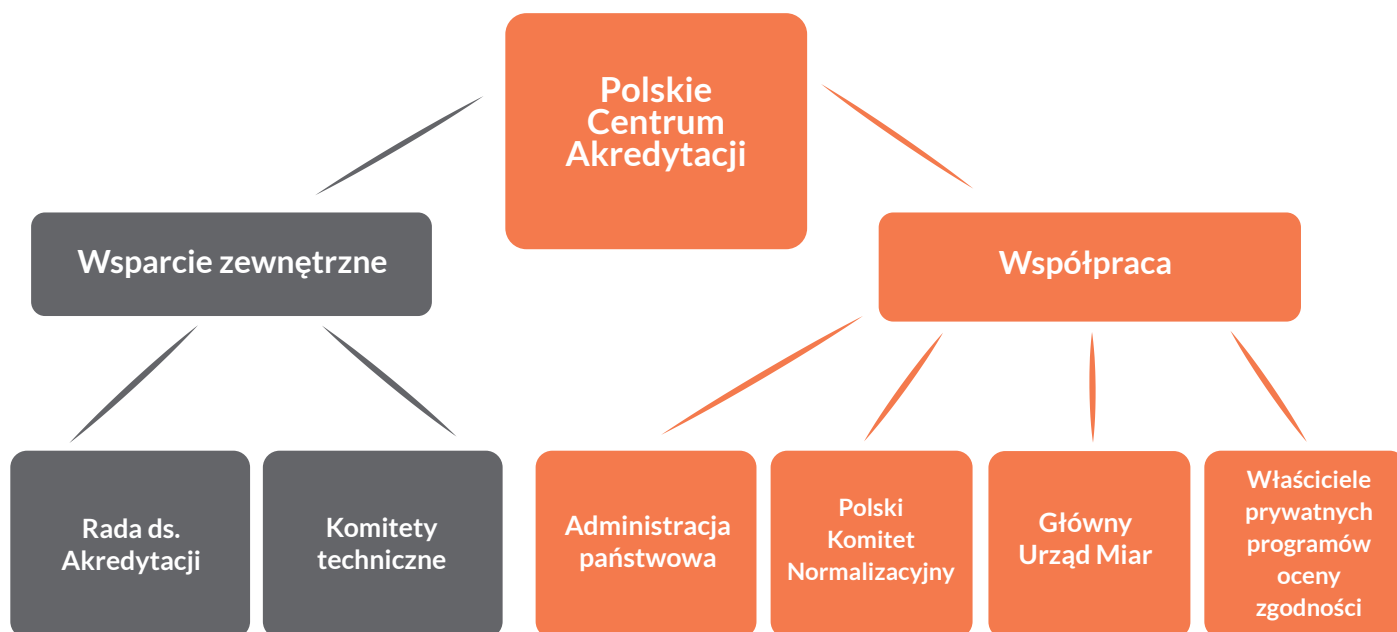 Polskie
Centrum
Akredytacji
Wsparcie zewnętrzne
Współpraca
Rada ds.
Akredytacji
Komitety
techniczne
Administracja
państwowa
Polski
Komitet
Normalizacyjny
Główny
Urząd Miar
Właściciele
prywatnych
programów
oceny
zgodności